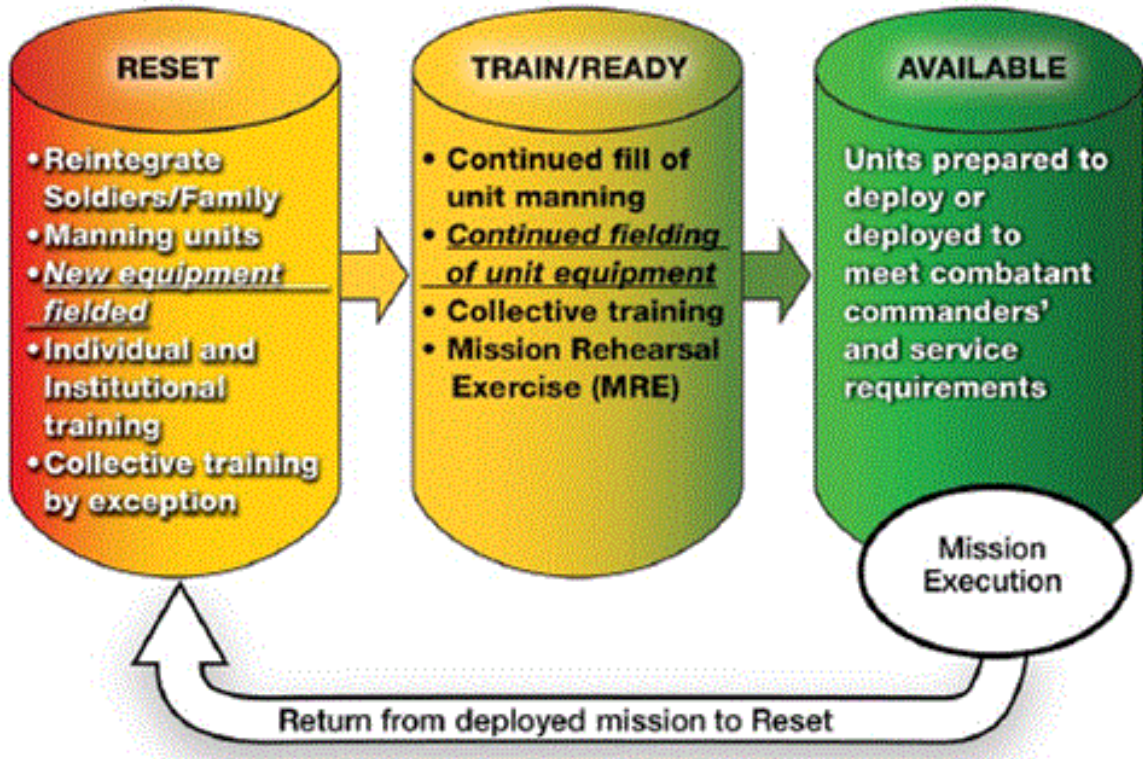 RESET
•Reintegrate
Soldiers/Family
•Manning units
•New equipment
fielded
•Individual and
Institutional
training
•Collective training
by exception
TRAIN/READY
• Continued fill of
unit manning
• Continued fielding
of unit equipment
• Collective training
• Mission Rehearsal
Exercise (MRE)
AVAILABLE
Units prepared to
deploy or
deployed to
meet combatant
commanders'
and service
requirements
Mission
Execution
Return from deployed mission to Reset